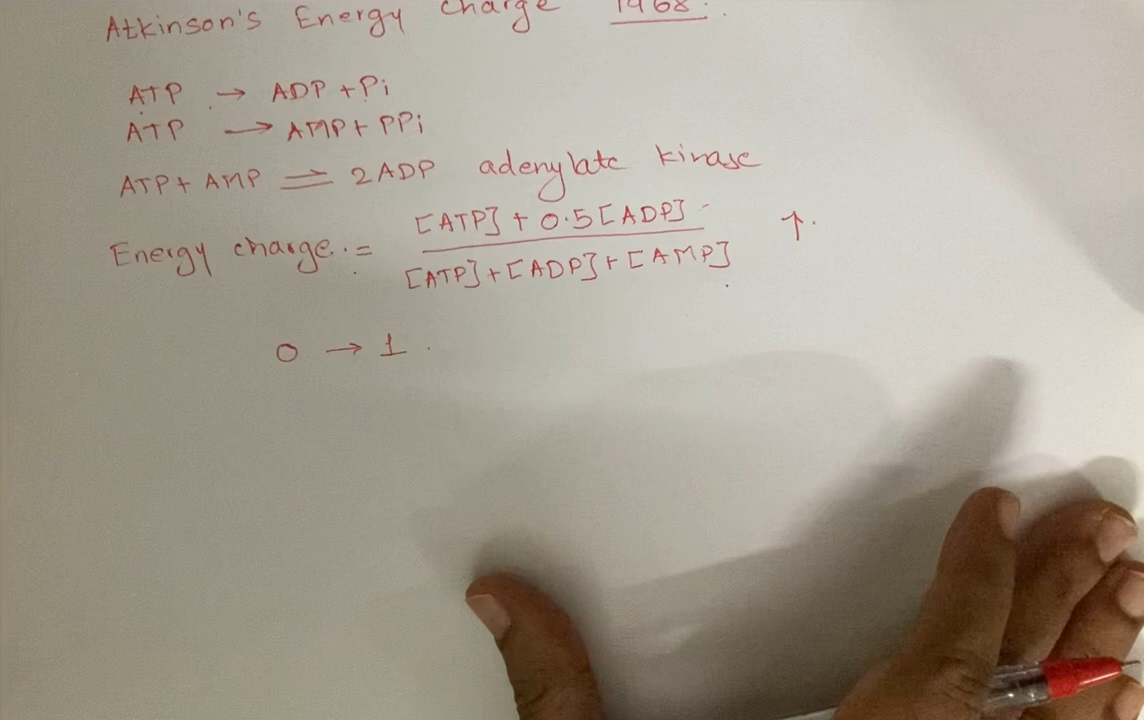 Atkinson's Energy charge 1968.
ATP → ADP + Pi
ATP → AMP + PPi
ATP + AMP ⇌ 2ADP adenylate kinase
Energy charge = [ATP] + 0.5[ADP] / [ATP] + [ADP] + [AMP] ↑
0 → 1